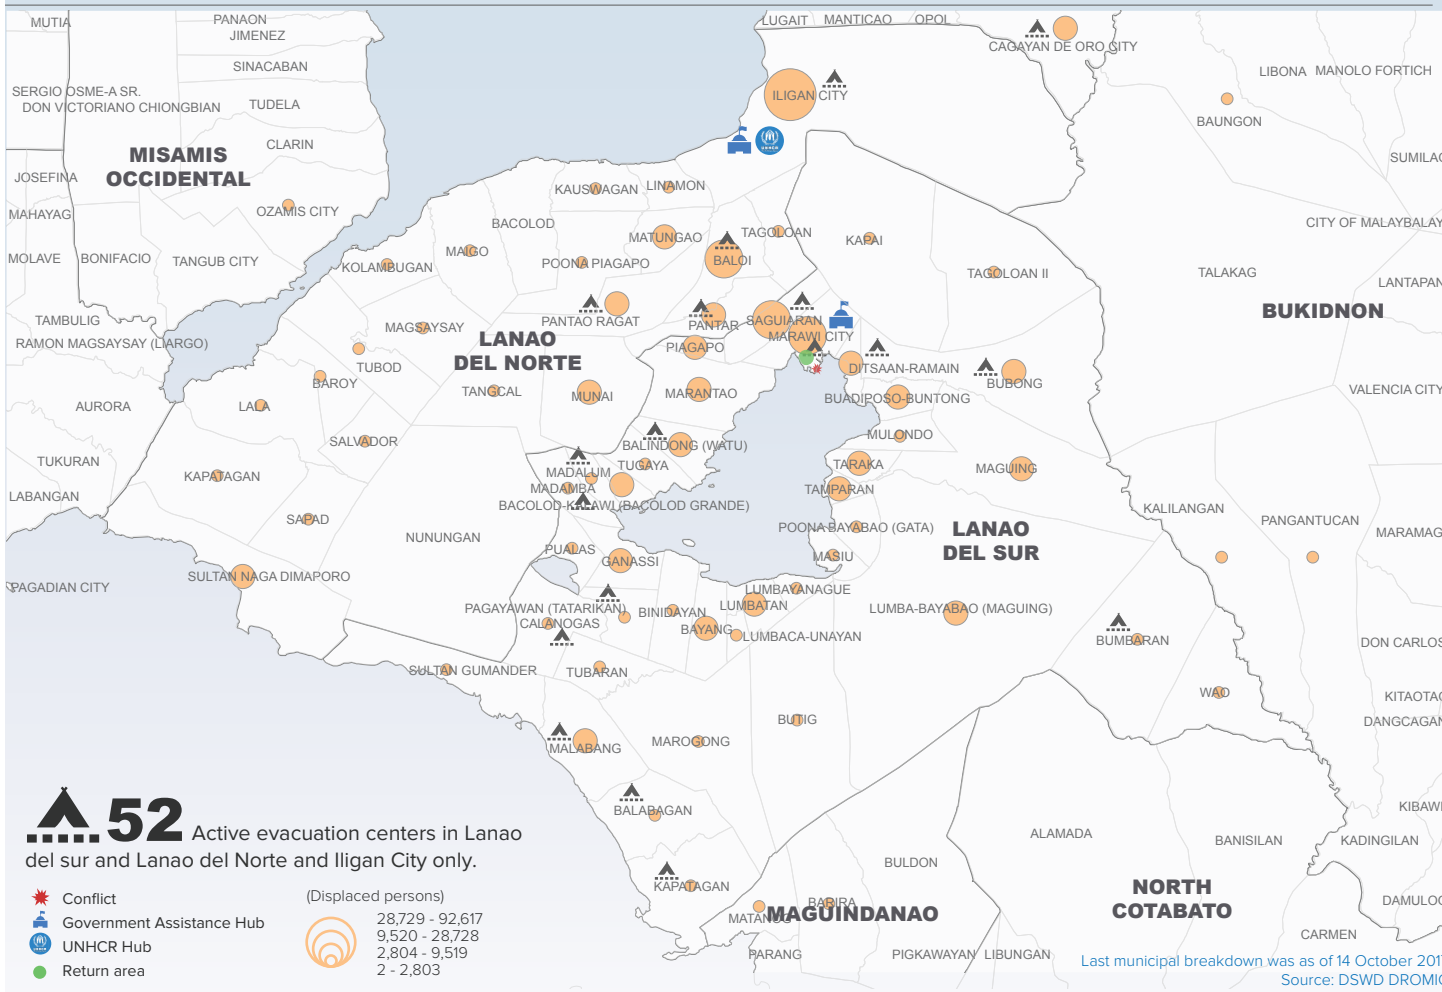 MUTIA
PANAON
JIMENEZ
SINACABAN
SERGIO OSME-A SR.
DON VICTORIANO CHIONGBIAN
TUDELA
CLARIN
MISAMIS
OCCIDENTAL
JOSEFINA
MAHAYAG
OZAMIS CITY
MOLAVE
BONIFACIO
TANGUB CITY
TAMBULIG
RAMON MAGSAYSAY (LIARGO)
AURORA
TUKURAN
LABANGAN
PAGADIAN CITY
LUGAIT
MANTICAO
OPOL
CAGAYAN DE ORO CITY
ILIGAN CITY
UNHCR
LIBONA
MANOLO FORTICH
BAUNGON
SUMILAO
CITY OF MALAYBALAY
TALAKAG
LANTAPAN
BUKIDNON
VALENCIA CITY
KAUSWAGAN
LINAMON
BACOLOD
MATUNGAO
TAGOLOAN
KAPAI
MAIGO
KOLAMBUGAN
POONA PIAGAPO
BALOI
TAGOLOAN II
PANTAO RAGAT
PANTAR
SAGUIARAN
MARAWI CITY
MAGSAYSAY
LANAO
DEL NORTE
PIAGAPO
TUBOD
DITSAAN-RAMAIN
BUBONG
BAROY
TANGCAL
MUNAI
MARANTAO
BUADIPOSO-BUNTONG
LALA
SALVADOR
BALINDONG (WATU)
MULONDO
KAPATAGAN
MADALUM
TUGAYA
TARAKA
MAGUING
MADAMBA
TAMPARAN
BACOLOD-KALAWI (BACOLOD GRANDE)
SAPAD
NUNUNGAN
POONA BAYABAO (GATA)
LANAO
DEL SUR
KALILANGAN
PANGANTUCAN
MARAMAG
PUALAS
GANASSI
MASIU
SULTAN NAGA DIMAPORO
LUMBAYANAGUE
PAGAYAWAN (TATARIKAN)
BINIDAYAN
LUMBATAN
LUMBA-BAYABAO (MAGUING)
CALANOGAS
BAYANG
LUMBACA-UNAYAN
BUMBARAN
DON CARLOS
SULTAN GUMANDER
TUBARAN
WAO
KITAOTAO
DANGCAGAN
BUTIG
MALABANG
MAROGONG
BALABAGAN
KIBAWE
ALAMADA
BANISILAN
KADINGILAN
BULDON
KAPATAGAN
NORTH
COTABATO
BARIRA
MATANOG
MAGUINDANAO
DAMULOG
CARMEN
PARANG
PIGKAWAYAN
LIBUNGAN
52 Active evacuation centers in Lanao
del sur and Lanao del Norte and Iligan City only.
Conflict
Government Assistance Hub
UNHCR Hub
Return area
(Displaced persons)
28,729 - 92,617
9,520 - 28,728
2,804 - 9,519
2 - 2,803
Last municipal breakdown was as of 14 October 2017
Source: DSWD DROMIC